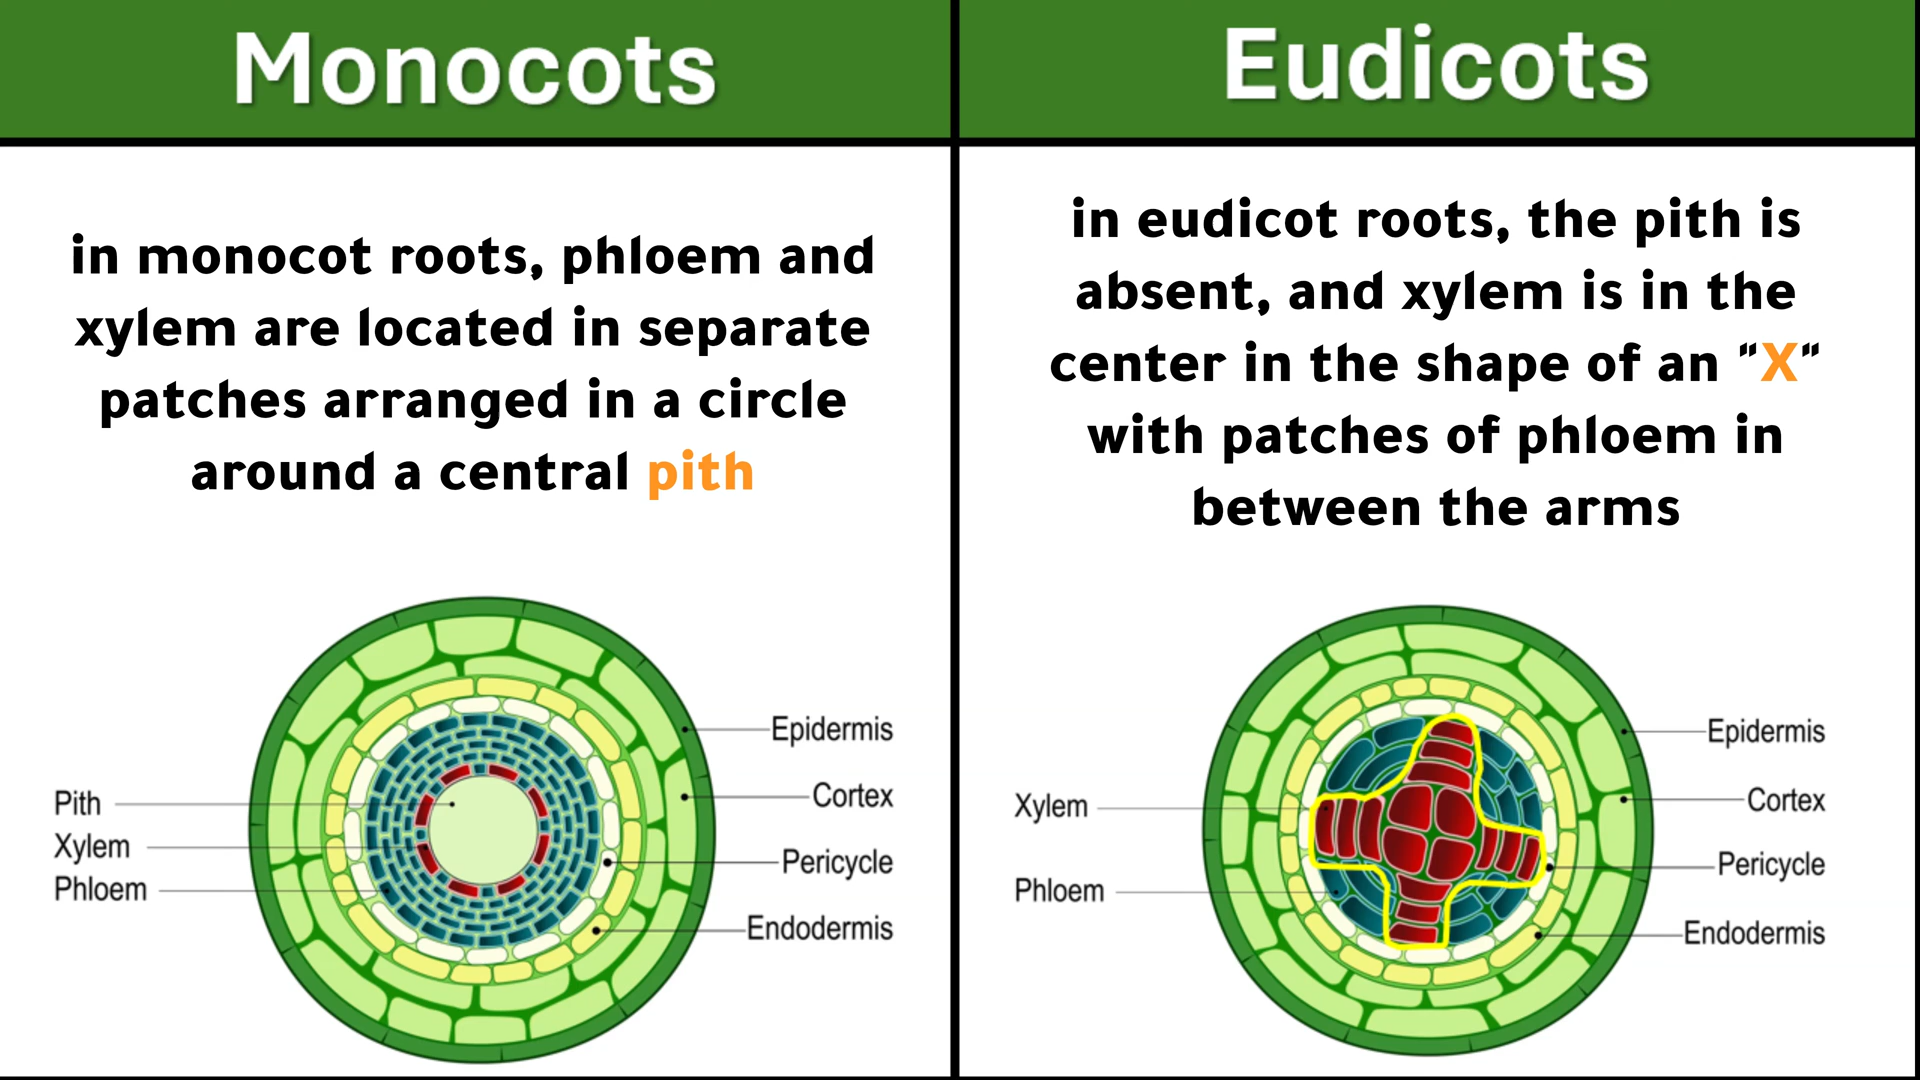 Monocots
in monocot roots, phloem and
xylem are located in separate
patches arranged in a circle
around a central pith
Pith
Xylem
Phloem
Epidermis
Cortex
Pericycle
Endodermis
Eudicots
in eudicot roots, the pith is
absent, and xylem is in the
center in the shape of an "X"
with patches of phloem in
between the arms
Xylem
Phloem
Epidermis
Cortex
Pericycle
Endodermis